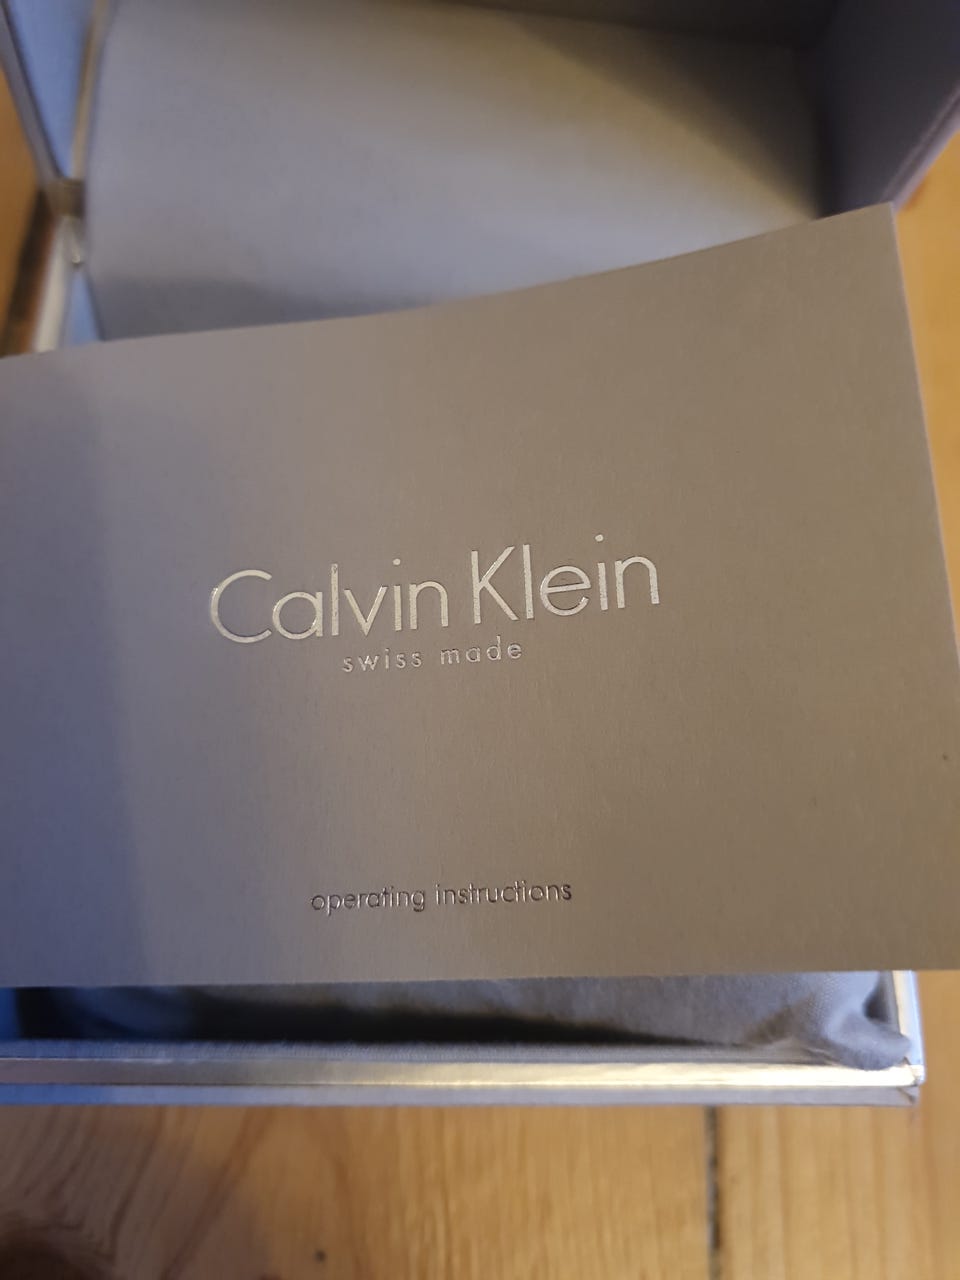 Calvin Klein
swiss made
operating instructions